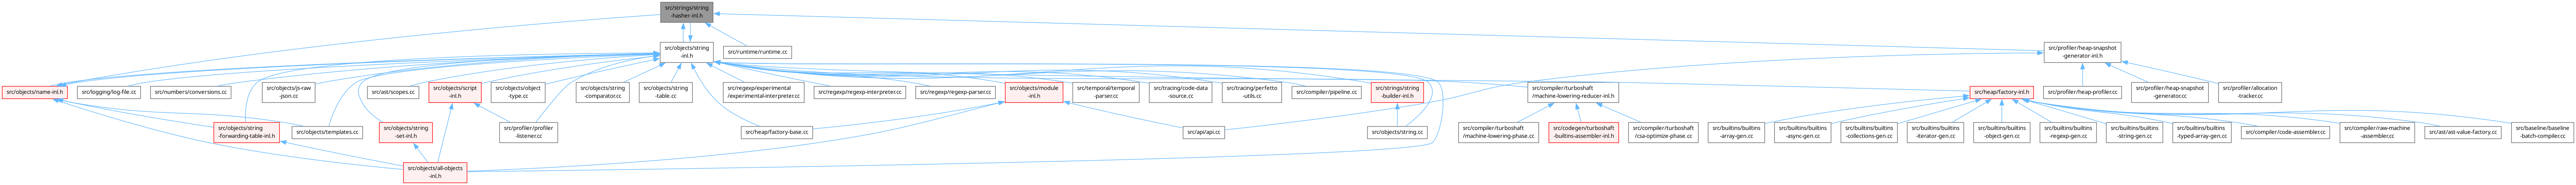 src/strings/string
-hasher-inl.h
src/objects/string
-inl.h
src/runtime/runtime.cc
src/profiler/heap-snapshot
-generator-inl.h
src/objects/name-inl.h
src/logging/log-file.cc
src/numbers/conversions.cc
src/objects/js-raw
-json.cc
src/ast/scopes.cc
src/objects/script
-inl.h
src/objects/object
-type.cc
src/objects/string
-comparator.cc
src/objects/string
-table.cc
src/regexp/experimental
/experimental-interpreter.cc
src/regexp/regexp-interpreter.cc
src/regexp/regexp-parser.cc
src/objects/module
-inl.h
src/temporal/temporal
-parser.cc
src/tracing/code-data
-source.cc
src/tracing/perfetto
-utils.cc
src/compiler/pipeline.cc
src/strings/string
-builder-inl.h
src/compiler/turboshaft
/machine-lowering-reducer-inl.h
src/heap/factory-inl.h
src/profiler/heap-profiler.cc
src/profiler/heap-snapshot
-generator.cc
src/profiler/allocation
-tracker.cc
src/objects/string
-forwarding-table-inl.h
src/objects/templates.cc
src/objects/string
-set-inl.h
src/profiler/profiler
-listener.cc
src/heap/factory-base.cc
src/api/api.cc
src/objects/string.cc
src/compiler/turboshaft
/machine-lowering-phase.cc
src/codegen/turboshaft
-builtins-assembler-inl.h
src/compiler/turboshaft
/csa-optimize-phase.cc
src/builtins/builtins
-array-gen.cc
src/builtins/builtins
-async-gen.cc
src/builtins/builtins
-collections-gen.cc
src/builtins/builtins
-iterator-gen.cc
src/builtins/builtins
-object-gen.cc
src/builtins/builtins
-regexp-gen.cc
src/builtins/builtins
-string-gen.cc
src/builtins/builtins
-typed-array-gen.cc
src/compiler/code-assembler.cc
src/compiler/raw-machine
-assembler.cc
src/ast/ast-value-factory.cc
src/baseline/baseline
-batch-compiler.cc
src/objects/all-objects
-inl.h